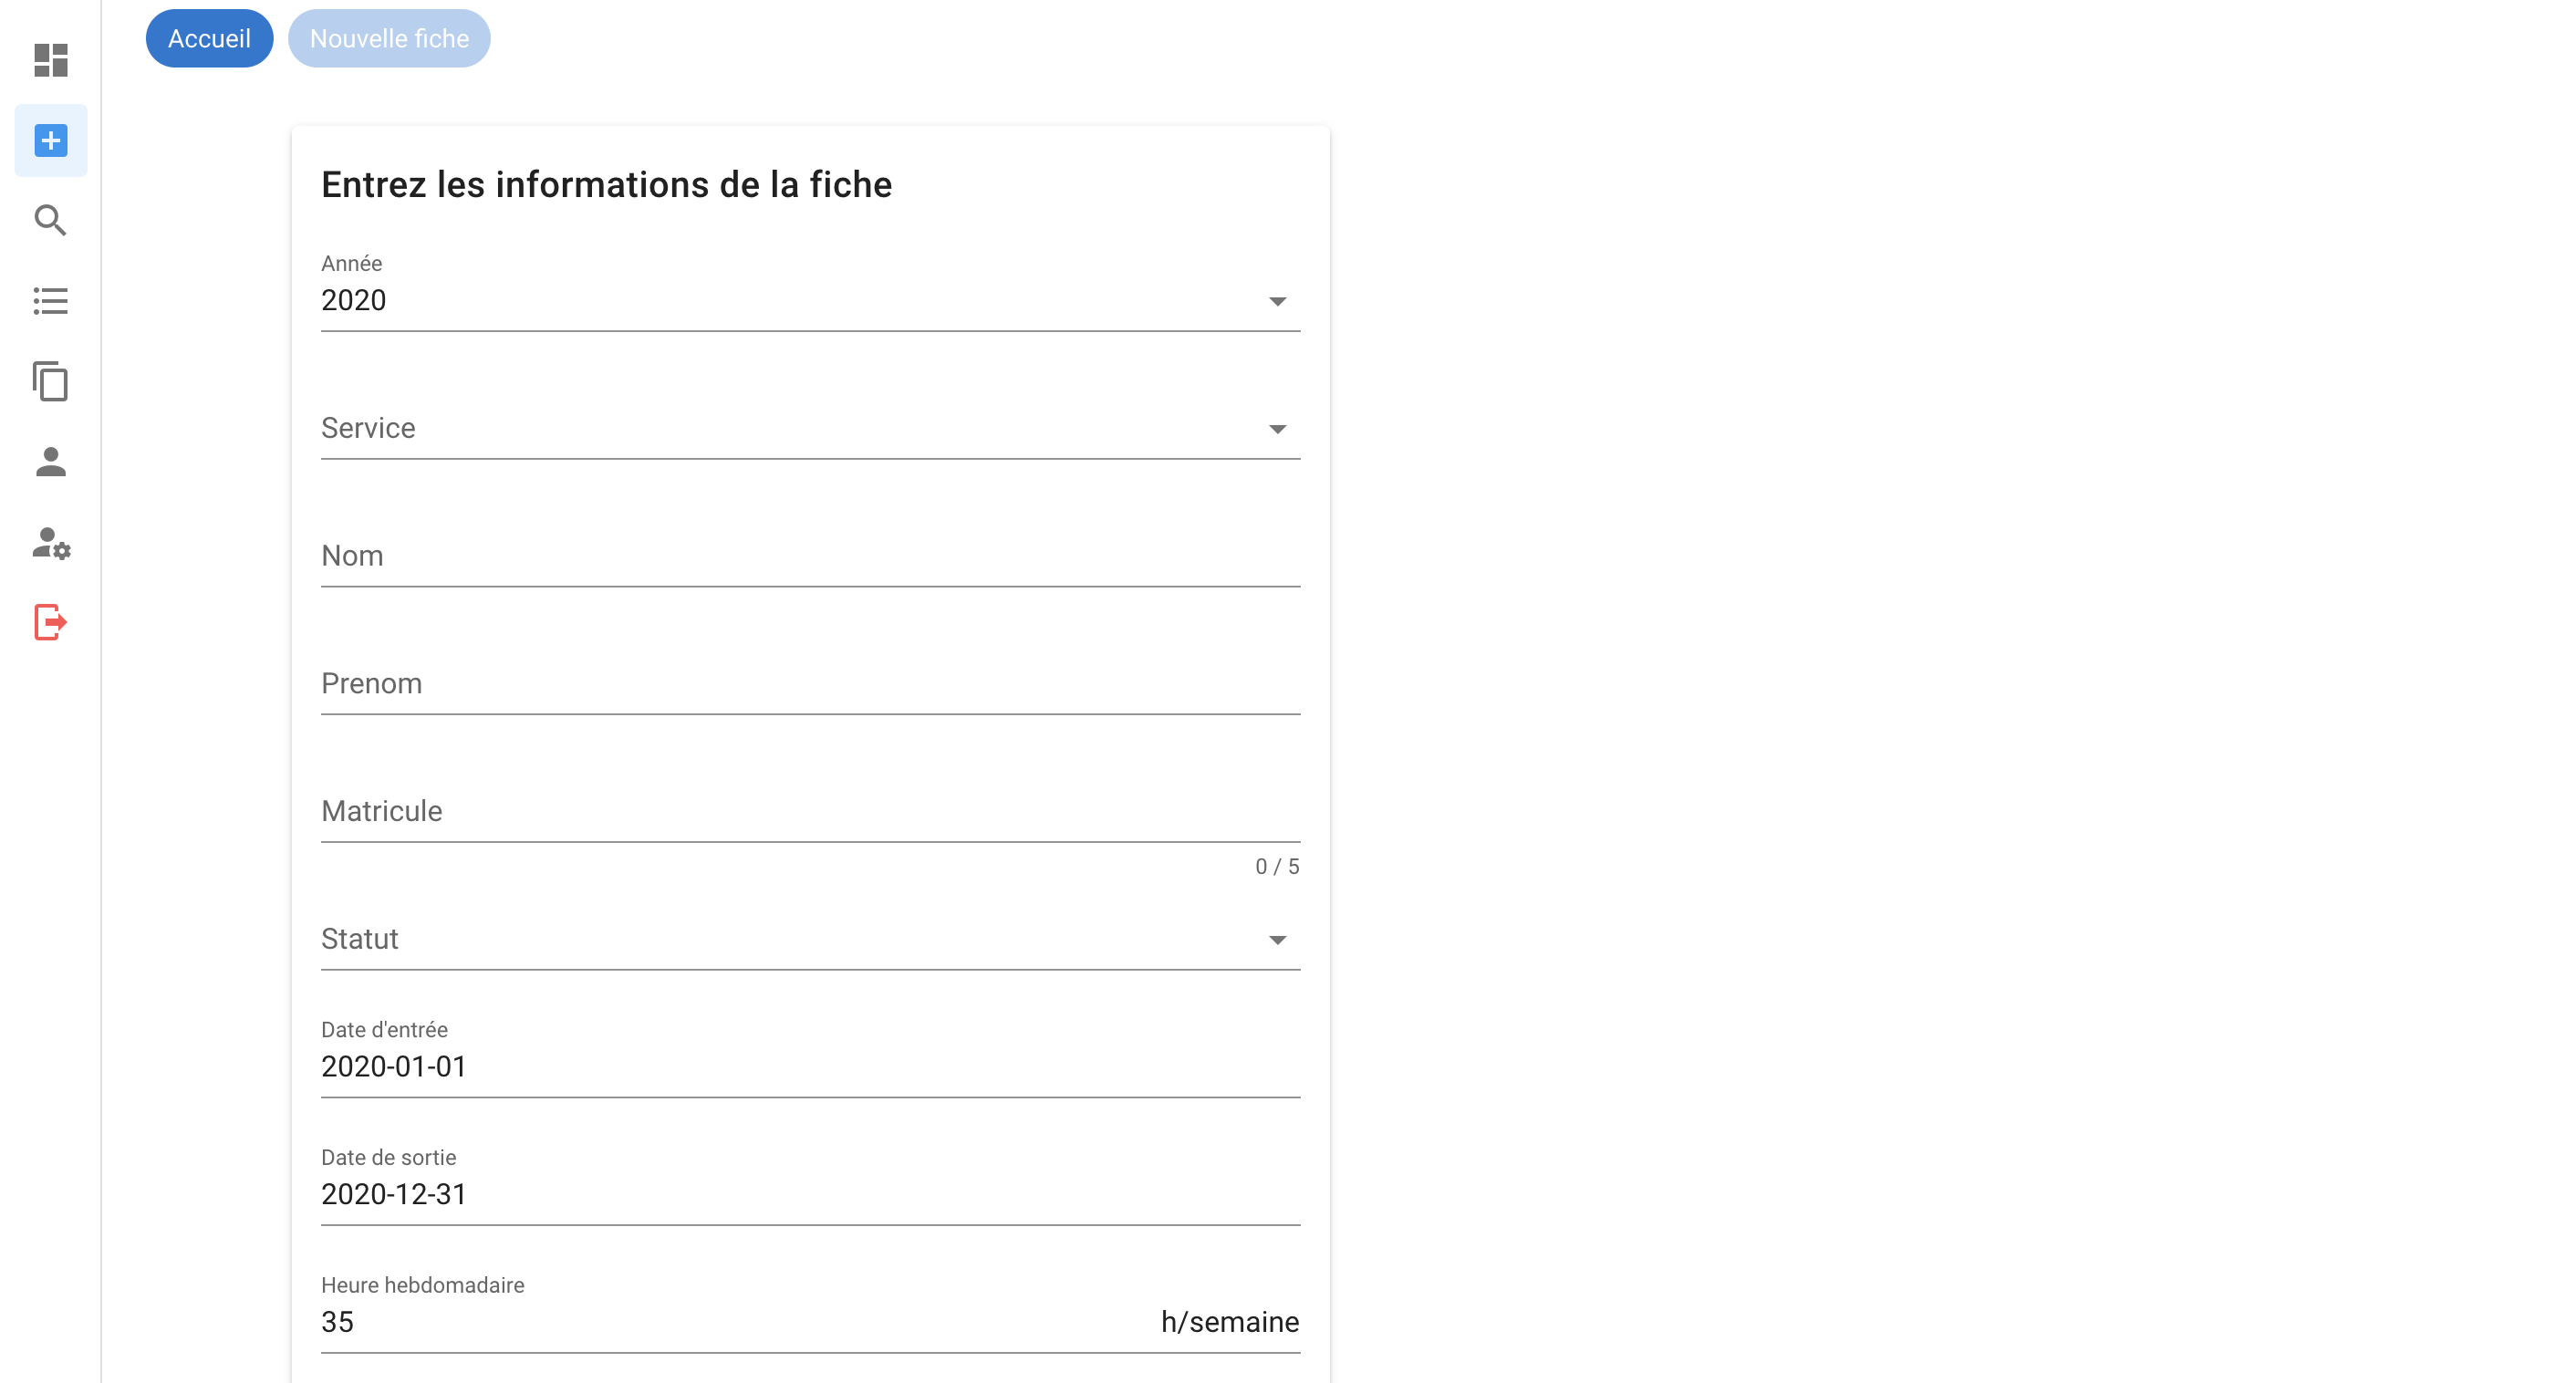 Accueil Nouvelle fiche
Entrez les informations de la fiche
Année
2020
Service
Nom
Prenom
Matricule
0 / 5
Statut
Date d'entrée
2020-01-01
Date de sortie
2020-12-31
Heure hebdomadaire
35 h/semaine